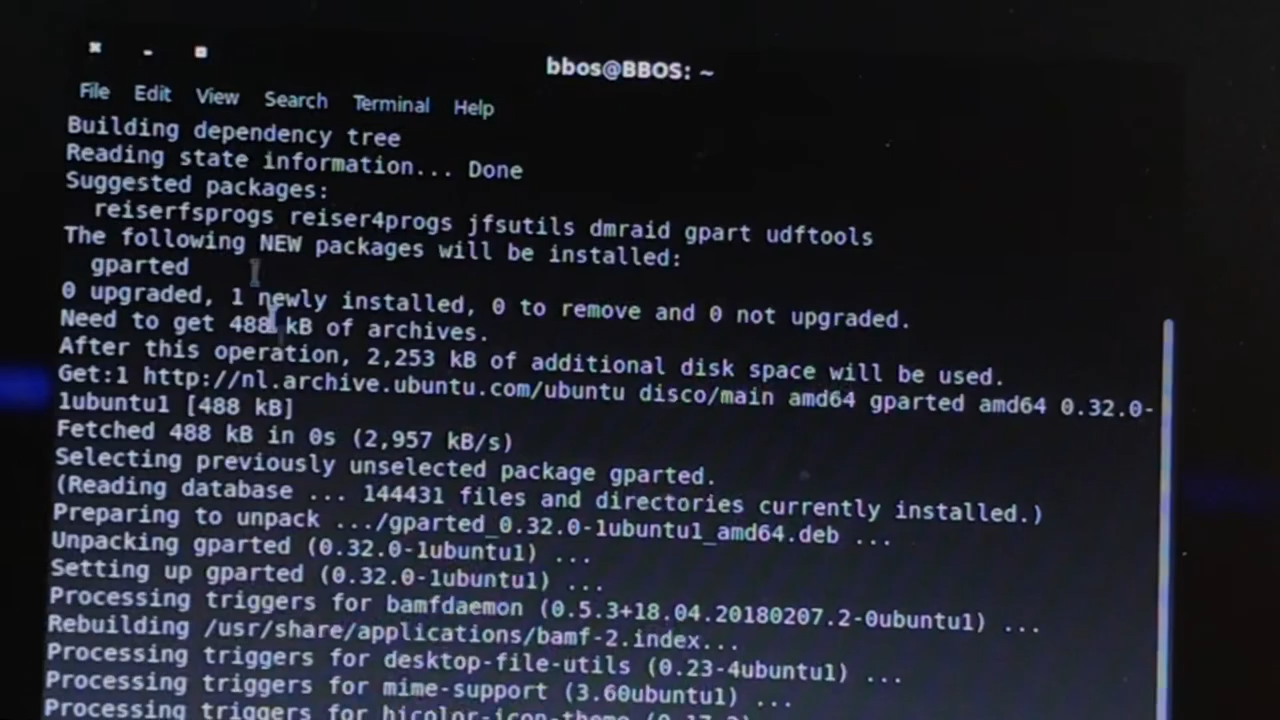 bbos@BBOS: ~
File Edit View Search Terminal Help
Building dependency tree
Reading state information... Done
Suggested packages:
reiserfsprogs reiser4progs jfsutils dmraid gpart udftools
The following NEW packages will be installed:
gparted
0 upgraded, 1 newly installed, 0 to remove and 0 not upgraded.
Need to get 488 kB of archives.
After this operation, 2,253 kB of additional disk space will be used.
Get:1 http://nl.archive.ubuntu.com/ubuntu disco/main amd64 gparted amd64 0.32.0-
1ubuntu1 [488 kB]
Fetched 488 kB in 0s (2,957 kB/s)
Selecting previously unselected package gparted.
(Reading database ... 144431 files and directories currently installed.)
Preparing to unpack .../gparted_0.32.0-1ubuntu1_amd64.deb ...
Unpacking gparted (0.32.0-1ubuntu1) ...
Setting up gparted (0.32.0-1ubuntu1) ...
Processing triggers for bamfdaemon (0.5.3+18.04.20180207.2-0ubuntu1) ...
Rebuilding /usr/share/applications/bamf-2.index...
Processing triggers for desktop-file-utils (0.23-4ubuntu1) ...
Processing triggers for mime-support (3.60ubuntu1) ...
Processing triggers for hicolor-icon-theme